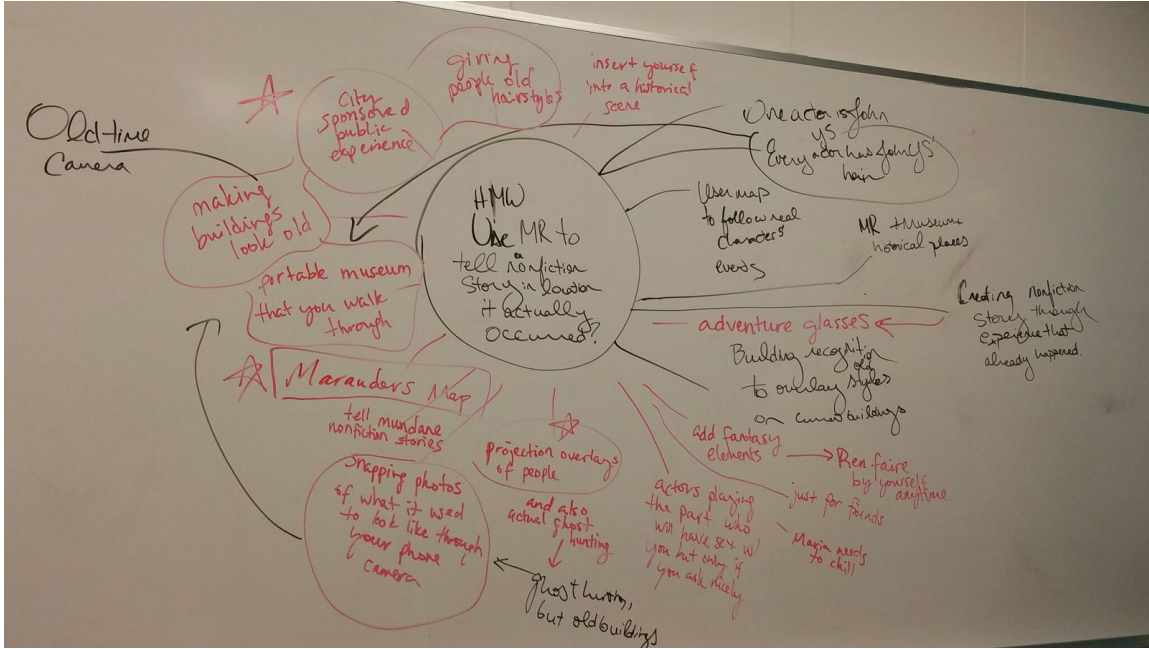 Old-time
Camera
City
sponsored
public
experience
giving
people old
hairstyles
insert yourself
into a historical
scene
One actor is John
YS
Every actor has John YS'
hair
making
buildings
look old
HMW
Use MR to
tell a nonfiction
Story in location
it actually
occurred?
User map
to follow real
characters
events
MR + Museum +
historical places
portable museum
that you walk
through
adventure glasses
Creating nonfiction
Story through
experience that
already happened.
Building recognition
to overlay old styles
on current buildings
Marauders Map
tell mundane
nonfiction stories
projection overlays
of people
and also
actual ghost
hunting
ghost hunting,
but old buildings
Snapping photos
of what it used
to look like through
your phone
camera
add fantasy
elements
Ren faire
by yourself
anytime
just for friends
Maria needs
to chill
actors playing
the part who
will have sex w/
you but only if
you ask nicely